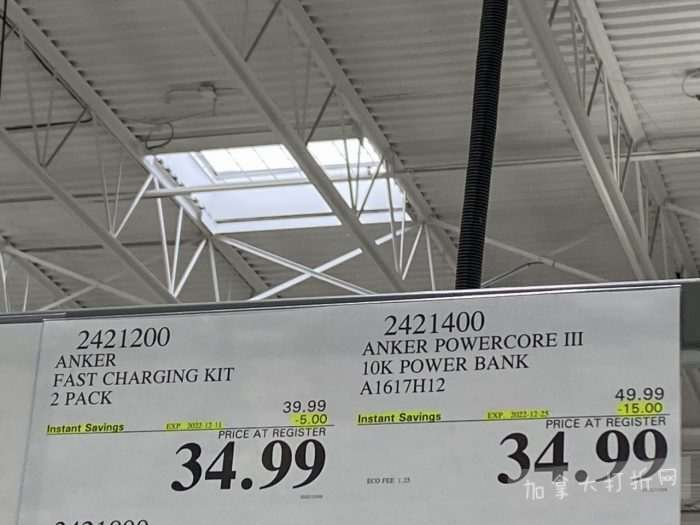 2421200
ANKER
FAST CHARGING KIT
2 PACK
39.99
Instant Savings EXP. 2022-12-11 -5.00
PRICE AT REGISTER
34.99
2421400
ANKER POWERCORE III
10K POWER BANK
A1617H12
49.99
Instant Savings EXP. 2022-12-25 -15.00
PRICE AT REGISTER
ECO FEE 1.25
34.99
加拿大打折网